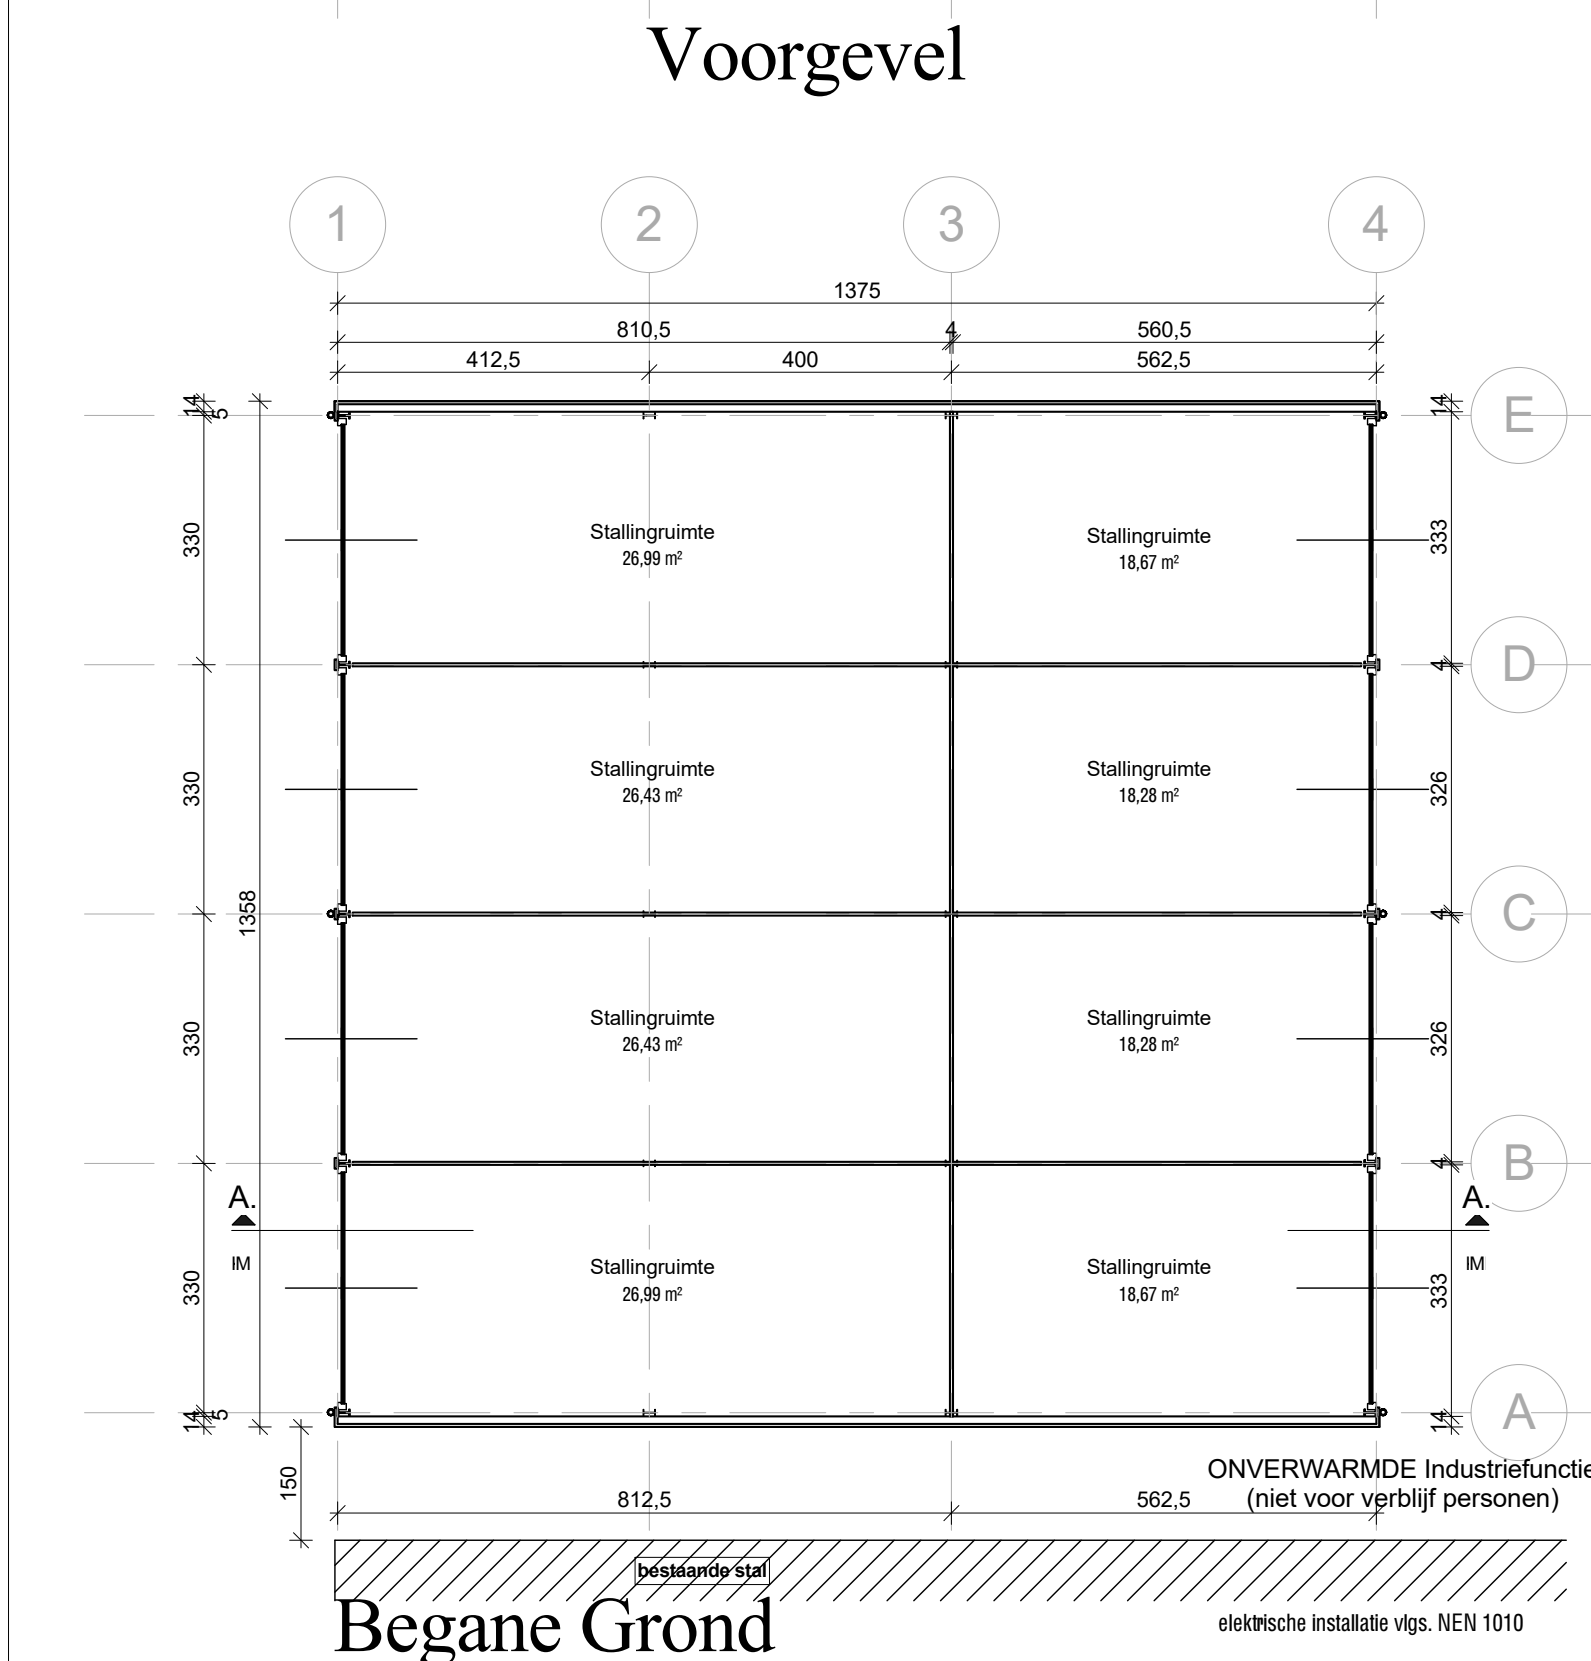 Voorgevel
1 2 3 4
1375
810,5 4 560,5
412,5 400 562,5
14 5 14 E
330 Stallingruimte Stallingruimte 333
26,99 m² 18,67 m²
4 D
330 Stallingruimte Stallingruimte 326
26,43 m² 18,28 m²
1358 4 C
330 Stallingruimte Stallingruimte 326
26,43 m² 18,28 m²
4 B
A. A.
IM IM
330 Stallingruimte Stallingruimte 333
26,99 m² 18,67 m²
14 5 14 A
150 ONVERWARMDE Industriefunctie
812,5 562,5 (niet voor verblijf personen)
bestaande stal
Begane Grond
elektrische installatie vlgs. NEN 1010